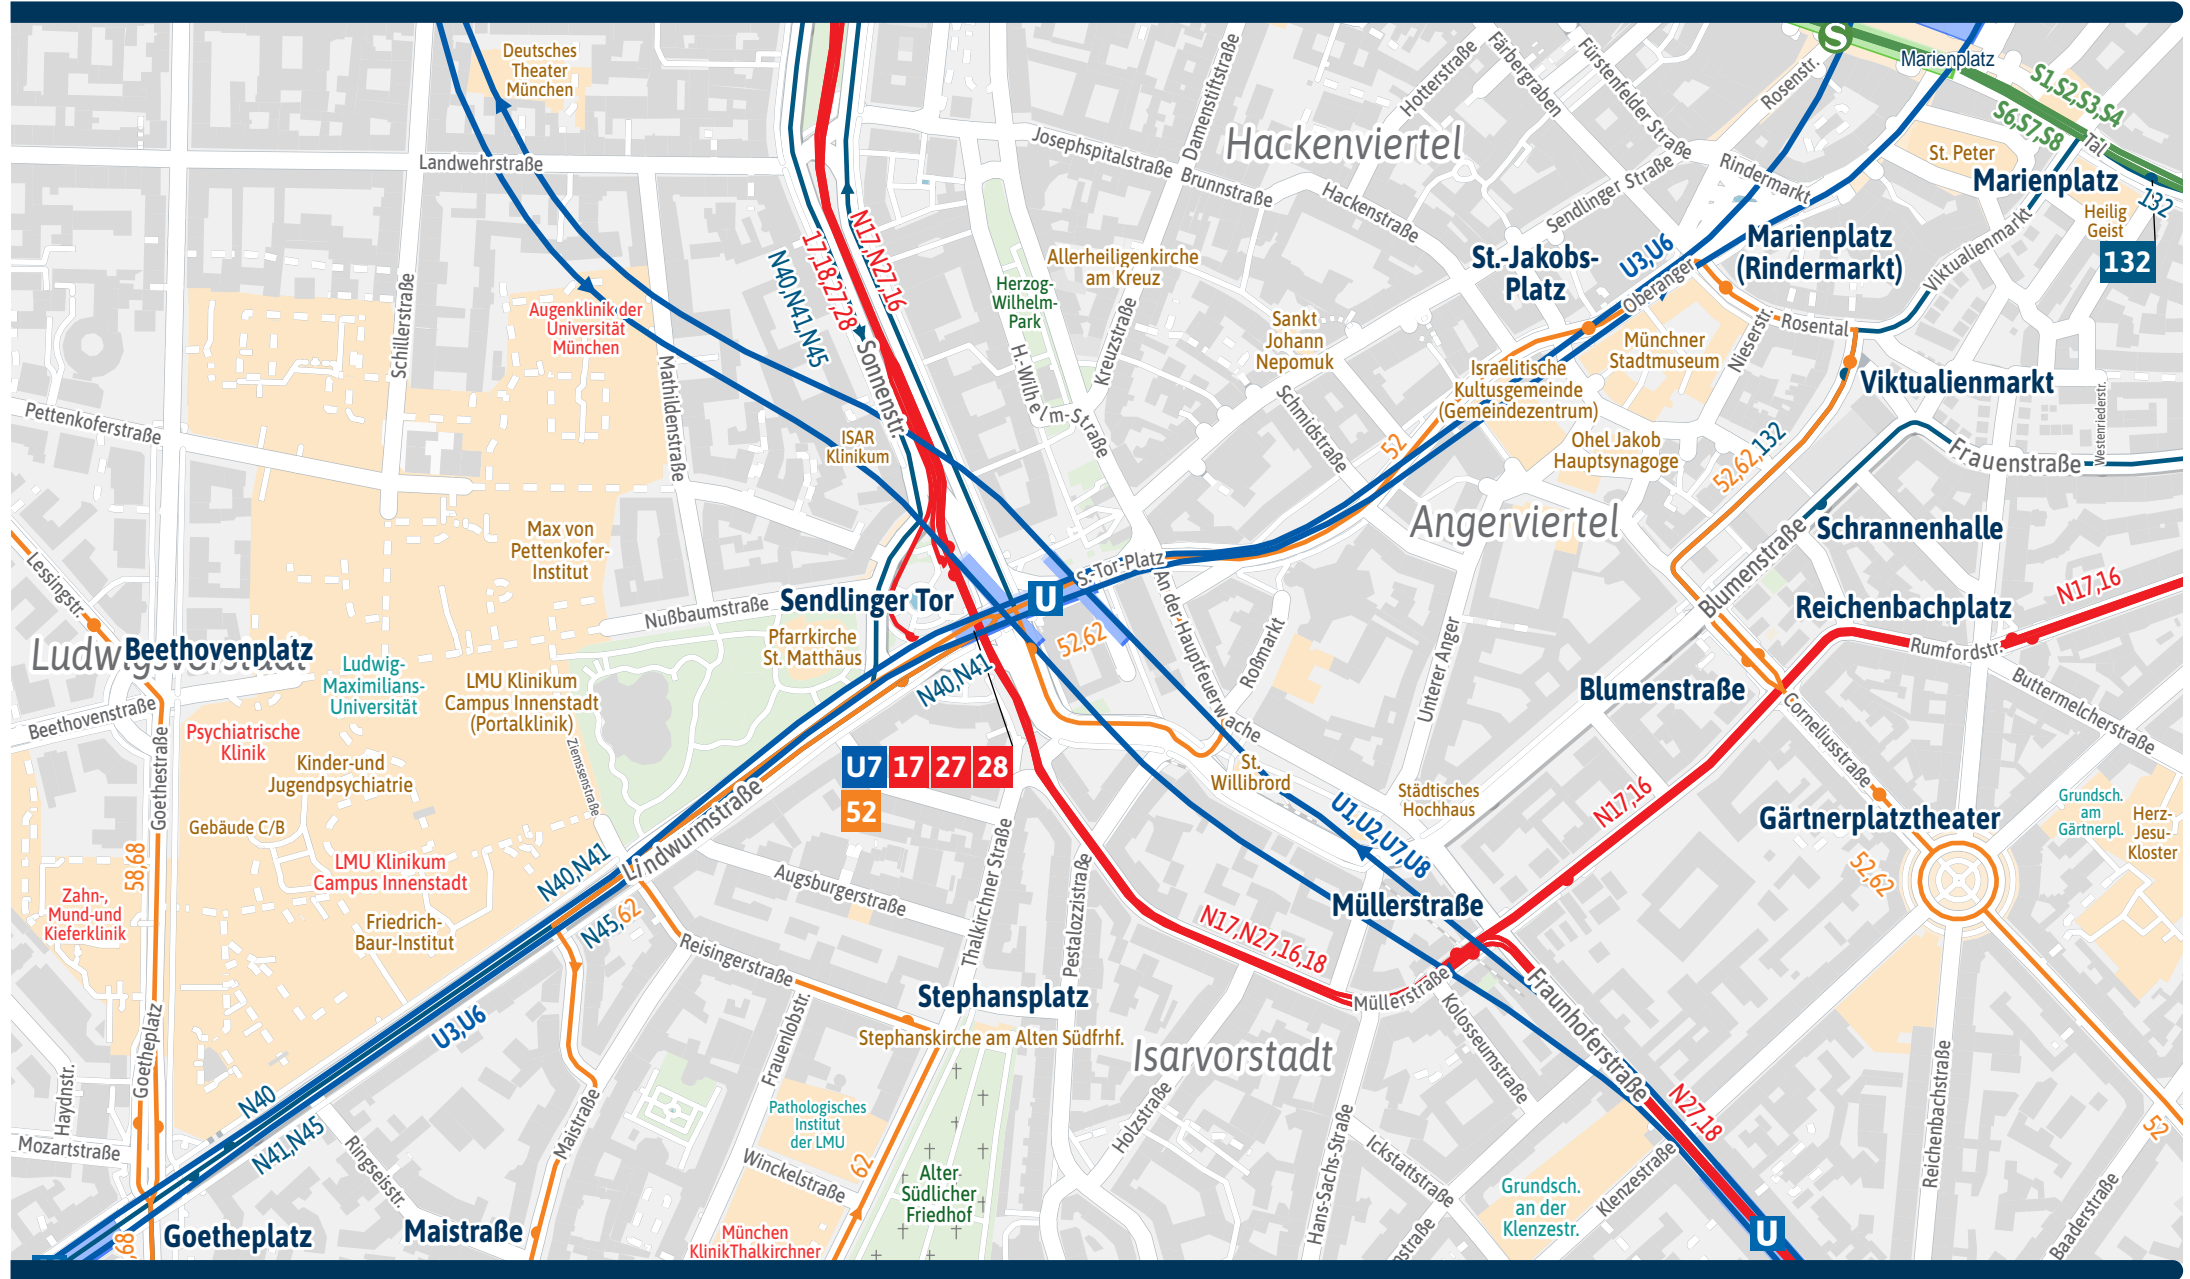 Deutsches
Theater
München
Landwehrstraße
Josephspitalstraße
Brunnstraße
Damenstiftstraße
Hackenviertel
Hotterstraße
Färbergraben
Fürstenfelder Straße
Rosenstr.
S
Marienplatz
S1,S2,S3,S4
S6,S7,S8
Tal
St. Peter
Marienplatz
132
Heilig
Geist
132
Rindermarkt
Sendlinger Straße
Hackenstraße
Marienplatz
(Rindermarkt)
Viktualienmarkt
St.-Jakobs-
Platz
U3,U6
Oberanger
Allerheiligenkirche
am Kreuz
Herzog-
Wilhelm-
Park
N17,N27,16
17,18,27,28
N40,N41,N45
Sonnenstr.
Schillerstraße
Augenklinik der
Universität
München
Mathildenstraße
Kreuzstraße
H.-Wilhelm-Straße
Sankt
Johann
Nepomuk
Schmidstraße
Israelitische
Kultusgemeinde
(Gemeindezentrum)
Münchner
Stadtmuseum
Nieserstr.
Rosental
Viktualienmarkt
Westenriederstr.
Pettenkoferstraße
ISAR
Klinikum
52
Ohel Jakob
Hauptsynagoge
52,62,132
Frauenstraße
Max von
Pettenkofer-
Institut
Angerviertel
Schrannenhalle
Blumenstraße
Lessingstr.
Nußbaumstraße
Sendlinger Tor
U
S.-Tor-Platz
An der Hauptfeuerwache
Roßmarkt
Unterer Anger
Reichenbachplatz
N17,16
Rumfordstr.
Ludwigsvorstadt
Beethovenplatz
Ludwig-
Maximilians-
Universität
Pfarrkirche
St. Matthäus
52,62
N40,N41
LMU Klinikum
Campus Innenstadt
(Portalklinik)
Blumenstraße
Buttermelcherstraße
Corneliusstraße
Beethovenstraße
Psychiatrische
Klinik
Kinder-und
Jugendpsychiatrie
Ziemssenstraße
Goethestraße
Gebäude C/B
U7 17 27 28
52
St.
Willibrord
Städtisches
Hochhaus
U1,U2,U7,U8
N17,16
Gärtnerplatztheater
Grundsch.
am
Gärtnerpl.
Herz-
Jesu-
Kloster
Lindwurmstraße
58,68
LMU Klinikum
Campus Innenstadt
N40,N41
N45,62
Augsburgerstraße
Thalkirchner Straße
Pestalozzistraße
Zahn-,
Mund-und
Kieferklinik
Friedrich-
Baur-Institut
Reisingerstraße
Müllerstraße
N17,N27,16,18
52,62
Stephansplatz
Stephanskirche am Alten Südfrhf.
Müllerstraße
Kolosseumstraße
Fraunhoferstraße
U3,U6
Goetheplatz
Frauenlobstr.
Isarvorstadt
N40
N41,N45
Haydnstr.
Mozartstraße
Ringseisstr.
Maistraße
Pathologisches
Institut
der LMU
Winckelstraße
62
Alter-
Südlicher
Friedhof
Holzstraße
Hans-Sachs-Straße
Ickstattstraße
N27,18
Klenzestraße
Grundsch.
an der
Klenzestr.
Reichenbachstraße
52
Baaderstraße
Goetheplatz
Maistraße
München
KlinikThalkirchner
U
68
straße